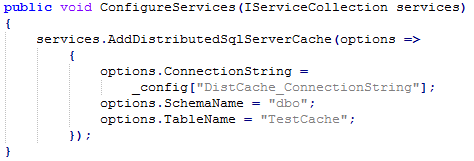 public void ConfigureServices(IServiceCollection services)
{
    services.AddDistributedSqlServerCache(options =>
        {
            options.ConnectionString =
                _config["DistCache_ConnectionString"];
            options.SchemaName = "dbo";
            options.TableName = "TestCache";
        });
}